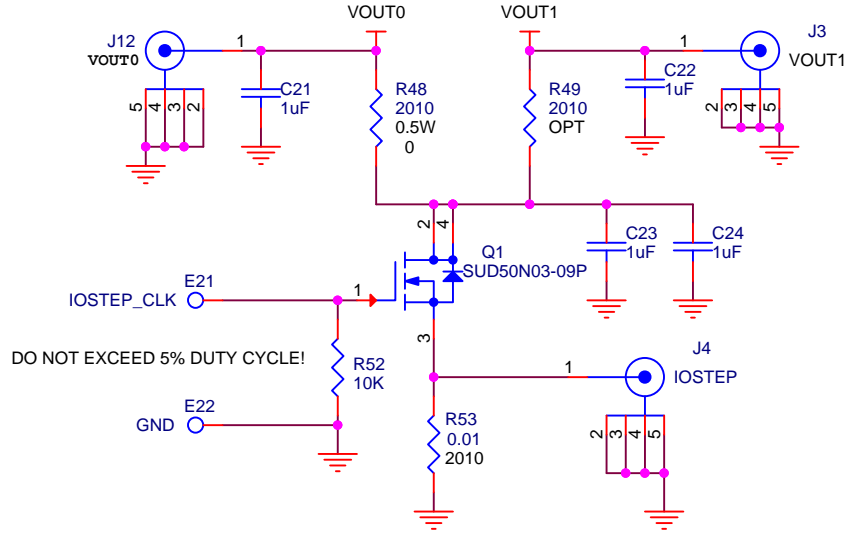 VOUT0
VOUT1
J12
VOUT0
1
5
4
3
2
C21
1uF
R48
2010
0.5W
0
R49
2010
OPT
C22
1uF
1
J3
VOUT1
2
3
4
5
2
4
Q1
SUD50N03-09P
C23
1uF
C24
1uF
E21
IOSTEP_CLK
1
3
DO NOT EXCEED 5% DUTY CYCLE!
R52
10K
E22
GND
R53
0.01
2010
1
J4
IOSTEP
2
3
4
5